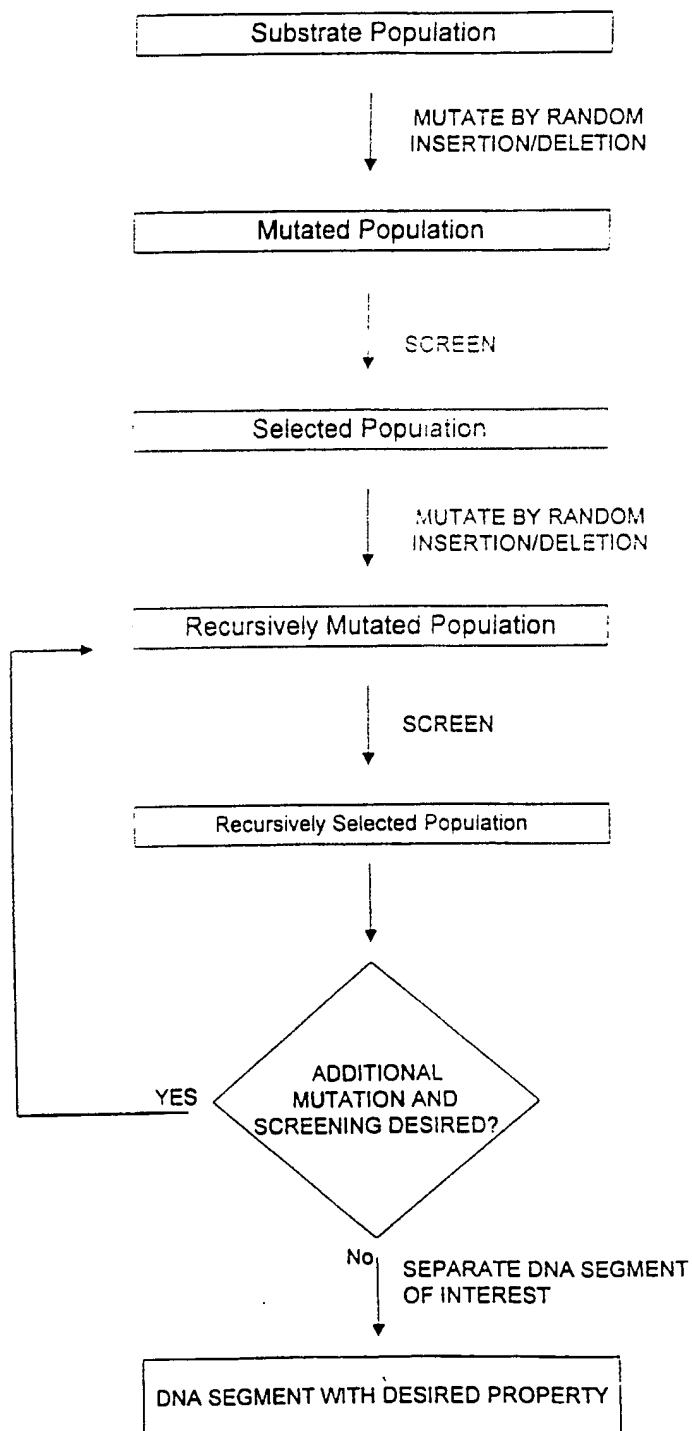 Substrate Population
MUTATE BY RANDOM
INSERTION/DELETION
Mutated Population
SCREEN
Selected Population
MUTATE BY RANDOM
INSERTION/DELETION
Recursively Mutated Population
SCREEN
Recursively Selected Population
ADDITIONAL
MUTATION AND
SCREENING DESIRED?
YES
No
SEPARATE DNA SEGMENT
OF INTEREST
DNA SEGMENT WITH DESIRED PROPERTY